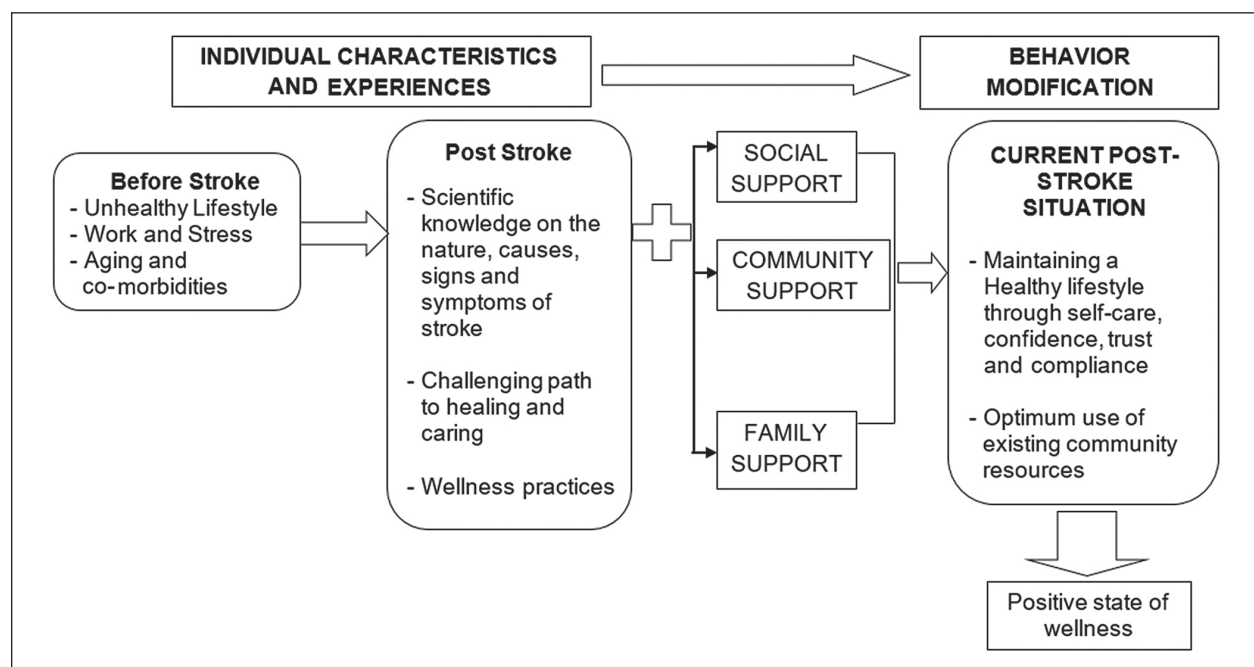 INDIVIDUAL CHARACTERISTICS
AND EXPERIENCES
BEHAVIOR
MODIFICATION
Before Stroke
- Unhealthy Lifestyle
- Work and Stress
- Aging and
co-morbidities
Post Stroke
- Scientific
knowledge on the
nature, causes,
signs and
symptoms of
stroke
- Challenging path
to healing and
caring
- Wellness practices
SOCIAL
SUPPORT
COMMUNITY
SUPPORT
FAMILY
SUPPORT
CURRENT POST-
STROKE
SITUATION
- Maintaining a
Healthy lifestyle
through self-care,
confidence, trust
and compliance
- Optimum use of
existing community
resources
Positive state of
wellness